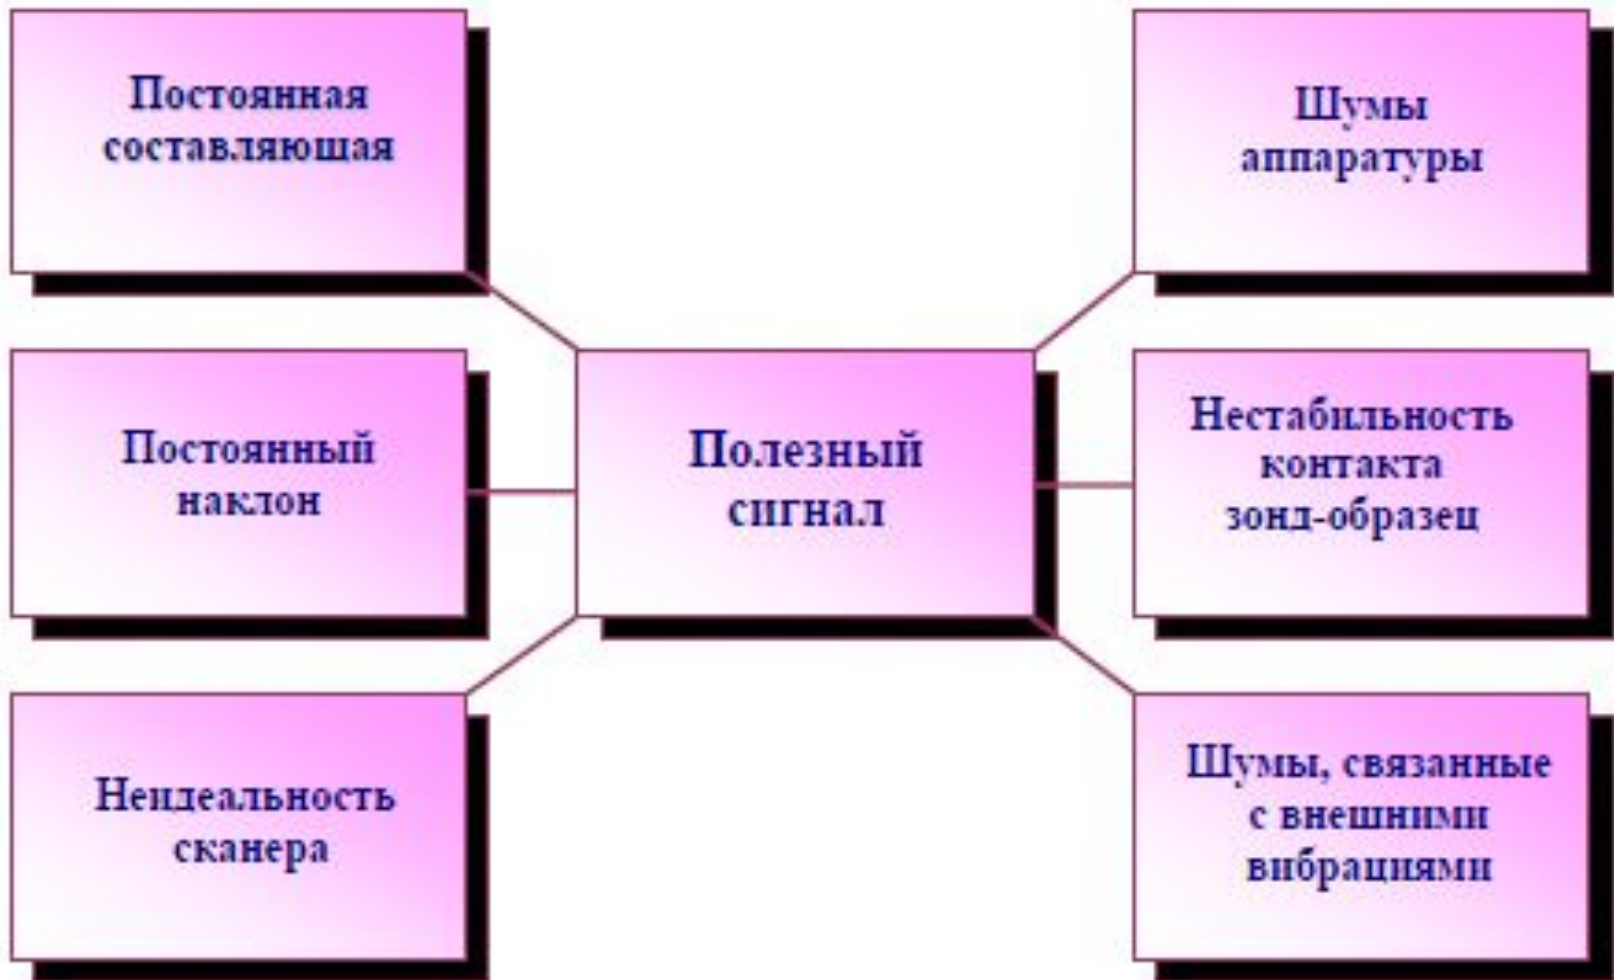 Постоянная
составляющая
Шумы
аппаратуры
Постоянный
наклон
Полезный
сигнал
Нестабильность
контакта
зонд-образец
Неидеальность
сканера
Шумы, связанные
с внешними
вибрациями